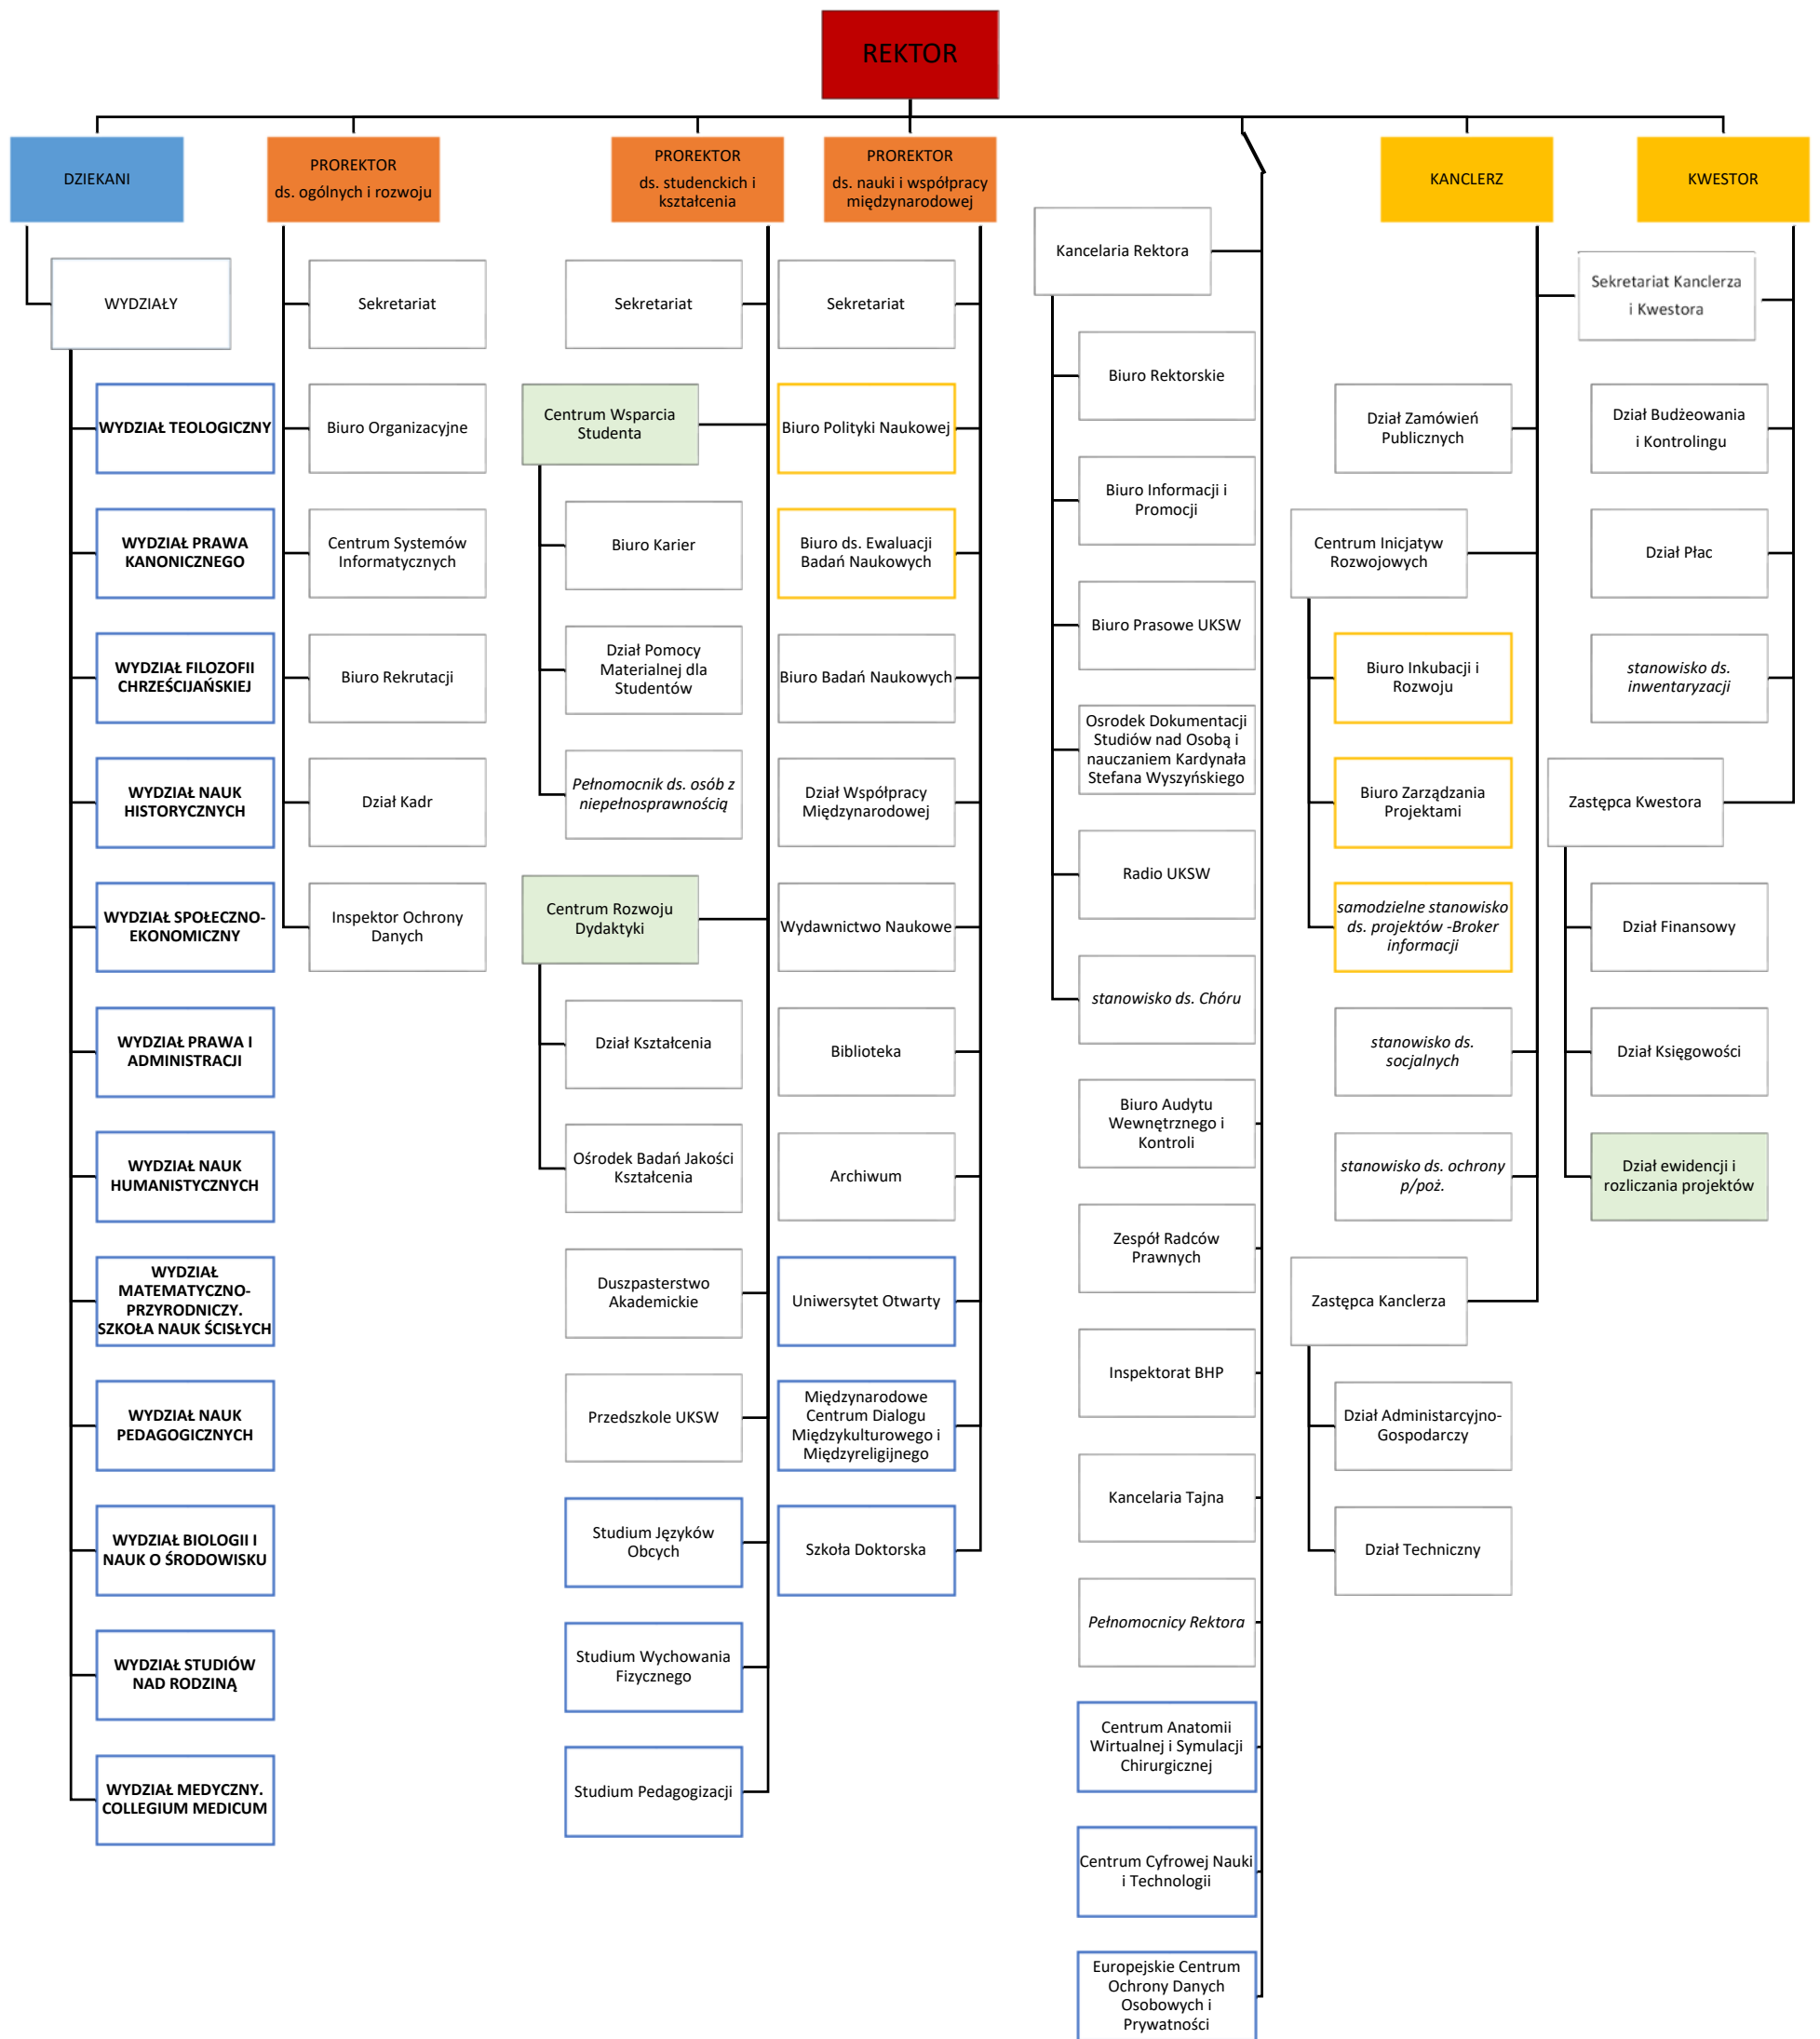 REKTOR
DZIEKANI
WYDZIAŁY
WYDZIAŁ TEOLOGICZNY
WYDZIAŁ PRAWA
KANONICZNEGO
WYDZIAŁ FILOZOFII
CHRZEŚCIJAŃSKIEJ
WYDZIAŁ NAUK
HISTORYCZNYCH
WYDZIAŁ SPOŁECZNO-
EKONOMICZNY
WYDZIAŁ PRAWA I
ADMINISTRACJI
WYDZIAŁ NAUK
HUMANISTYCZNYCH
WYDZIAŁ
MATEMATYCZNO-
PRZYRODNICZY.
SZKOŁA NAUK ŚCISŁYCH
WYDZIAŁ NAUK
PEDAGOGICZNYCH
WYDZIAŁ BIOLOGII I
NAUK O ŚRODOWISKU
WYDZIAŁ STUDIÓW
NAD RODZINĄ
WYDZIAŁ MEDYCZNY.
COLLEGIUM MEDICUM
PROREKTOR
ds. ogólnych i rozwoju
Sekretariat
Biuro Organizacyjne
Centrum Systemów
Informatycznych
Biuro Rekrutacji
Dział Kadr
Inspektor Ochrony
Danych
PROREKTOR
ds. studenckich i
kształcenia
Sekretariat
Centrum Wsparcia
Studenta
Biuro Karier
Dział Pomocy
Materialnej dla
Studentów
Pełnomocnik ds. osób z
niepełnosprawnością
Centrum Rozwoju
Dydaktyki
Dział Kształcenia
Ośrodek Badań Jakości
Kształcenia
Duszpasterstwo
Akademickie
Przedszkole UKSW
Studium Języków
Obcych
Studium Wychowania
Fizycznego
Studium Pedagogizacji
PROREKTOR
ds. nauki i współpracy
międzynarodowej
Sekretariat
Biuro Polityki Naukowej
Biuro ds. Ewaluacji
Badań Naukowych
Biuro Badań Naukowych
Dział Współpracy
Międzynarodowej
Wydawnictwo Naukowe
Biblioteka
Archiwum
Uniwersytet Otwarty
Międzynarodowe
Centrum Dialogu
Międzykulturowego i
Międzyreligijnego
Szkoła Doktorska
Kancelaria Rektora
Biuro Rektorskie
Biuro Informacji i
Promocji
Biuro Prasowe UKSW
Osrodek Dokumentacji
Studiów nad Osobą i
nauczaniem Kardynała
Stefana Wyszyńskiego
Radio UKSW
stanowisko ds. Chóru
Biuro Audytu
Wewnętrznego i
Kontroli
Zespół Radców
Prawnych
Inspektorat BHP
Kancelaria Tajna
Pełnomocnicy Rektora
Centrum Anatomii
Wirtualnej i Symulacji
Chirurgicznej
Centrum Cyfrowej Nauki
i Technologii
Europejskie Centrum
Ochrony Danych
Osobowych i
Prywatności
KANCLERZ
Sekretariat Kanclerza
i Kwestora
Dział Zamówień
Publicznych
Centrum Inicjatyw
Rozwojowych
Biuro Inkubacji i
Rozwoju
Biuro Zarządzania
Projektami
samodzielne stanowisko
ds. projektów -Broker
informacji
stanowisko ds.
socjalnych
stanowisko ds. ochrony
p/poż.
Zastępca Kanclerza
Dział Administarcyjno-
Gospodarczy
Dział Techniczny
KWESTOR
Dział Budżeowania
i Kontrolingu
Dział Płac
stanowisko ds.
inwentaryzacji
Zastępca Kwestora
Dział Finansowy
Dział Księgowości
Dział ewidencji i
rozliczania projektów